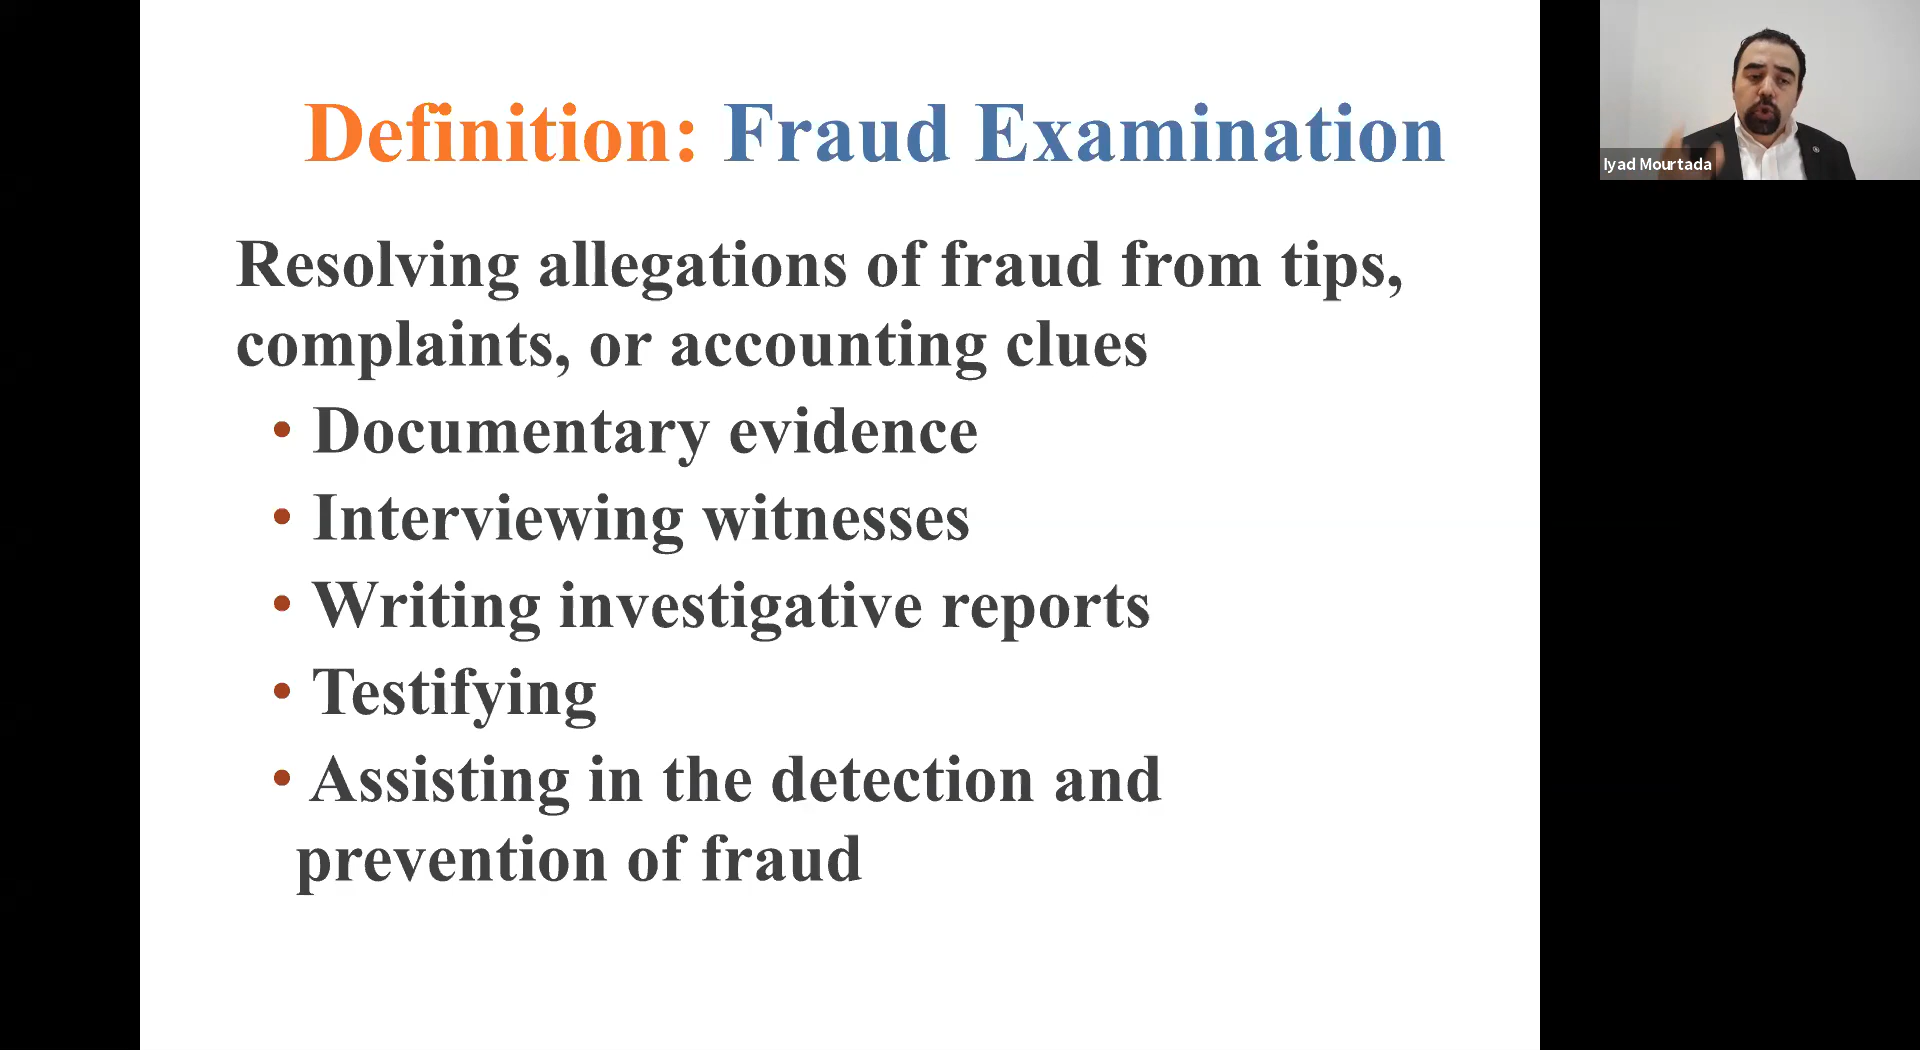 Definition: Fraud Examination
Resolving allegations of fraud from tips,
complaints, or accounting clues
• Documentary evidence
• Interviewing witnesses
• Writing investigative reports
• Testifying
• Assisting in the detection and
prevention of fraud
Iyad Mourtada